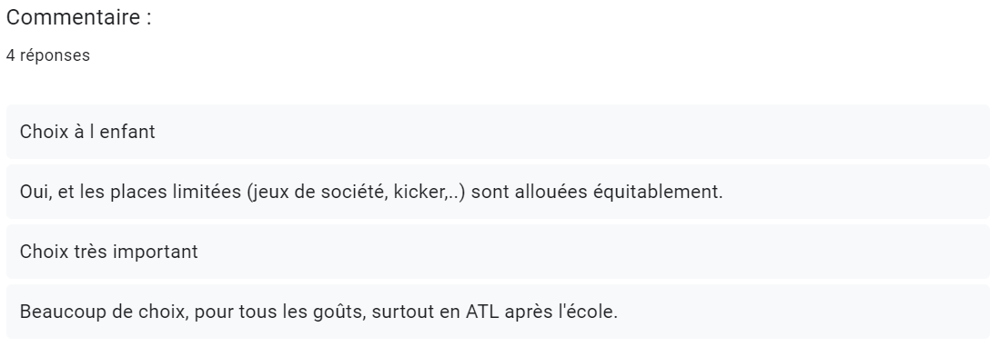 Commentaire :
4 réponses
Choix à l enfant
Oui, et les places limitées (jeux de société, kicker,..) sont allouées équitablement.
Choix très important
Beaucoup de choix, pour tous les goûts, surtout en ATL après l'école.